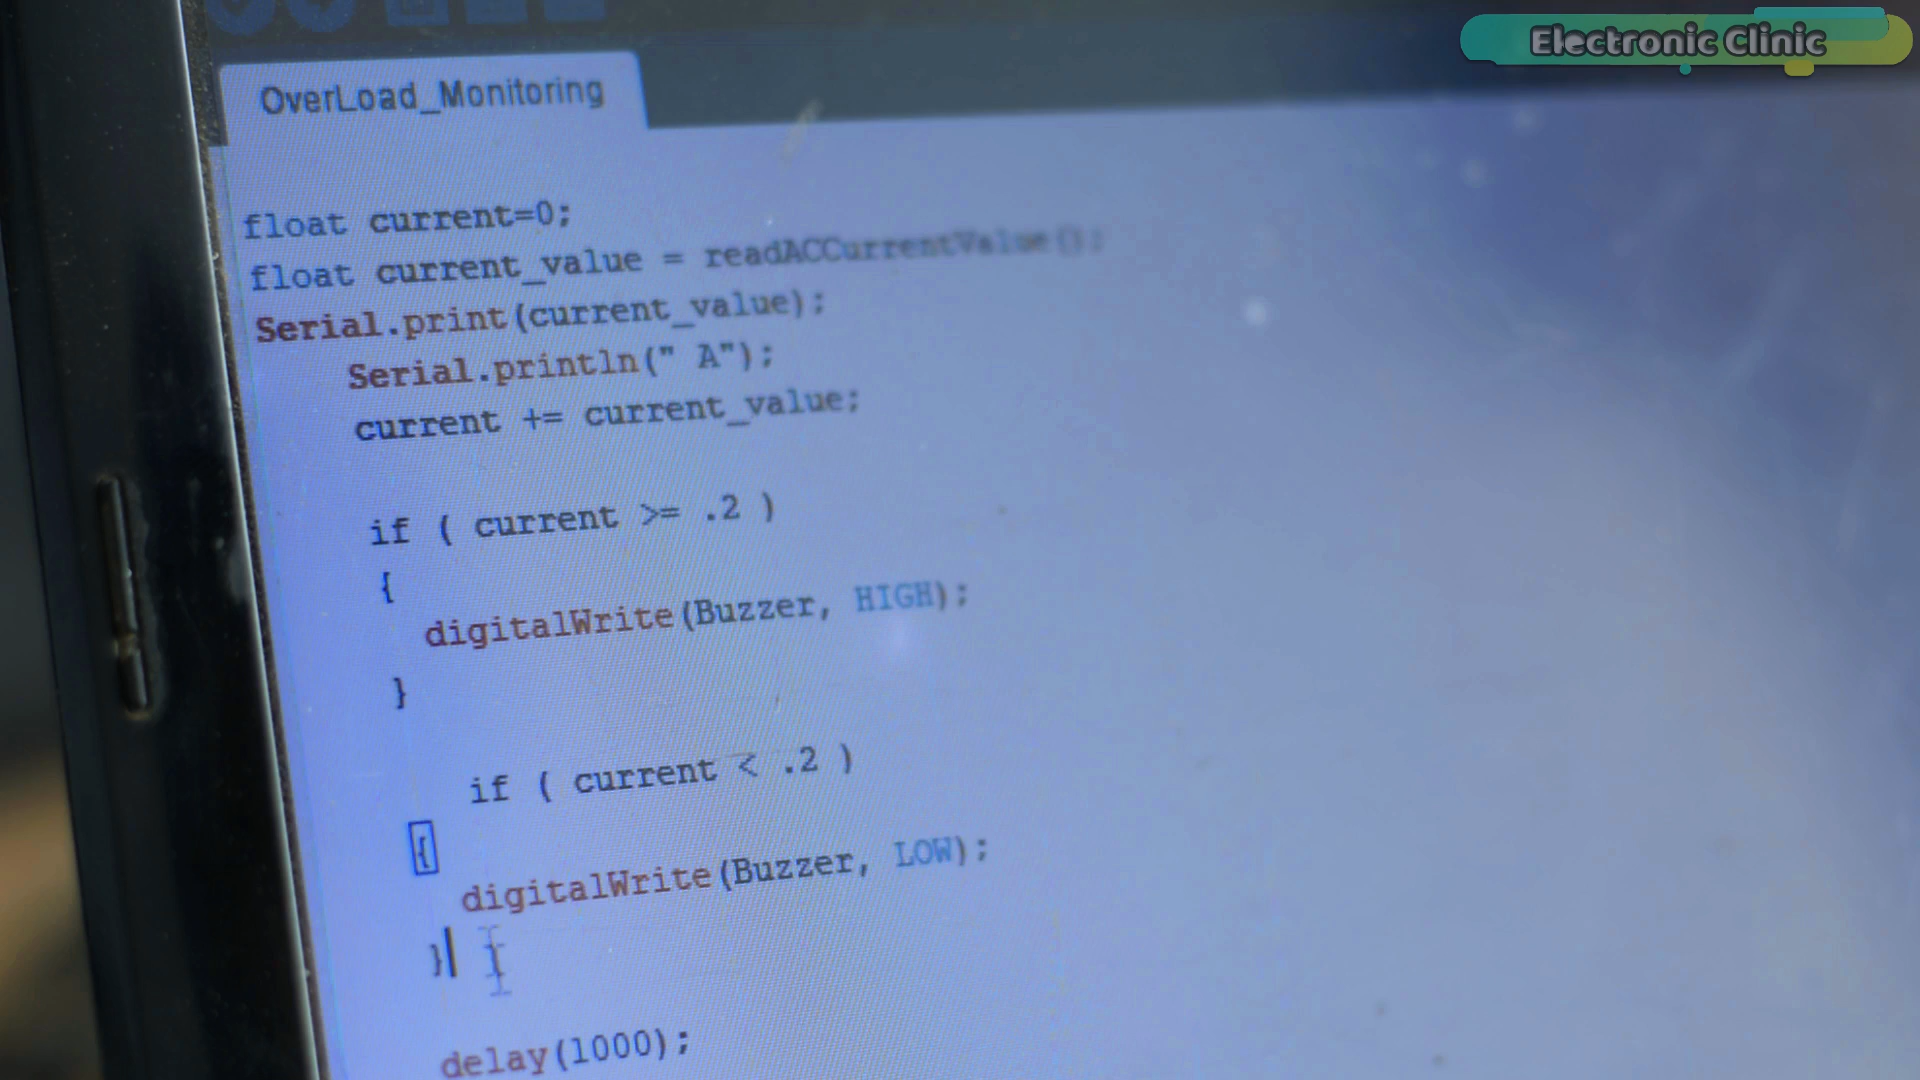 Electronic Clinic
OverLoad_Monitoring
float current=0;
float current_value = readACCurrentValue();
Serial.print(current_value);
Serial.println(" A");
current += current_value;
if ( current >= .2 )
{
digitalWrite(Buzzer, HIGH);
}
if ( current < .2 )
{
digitalWrite(Buzzer, LOW);
}
delay(1000);